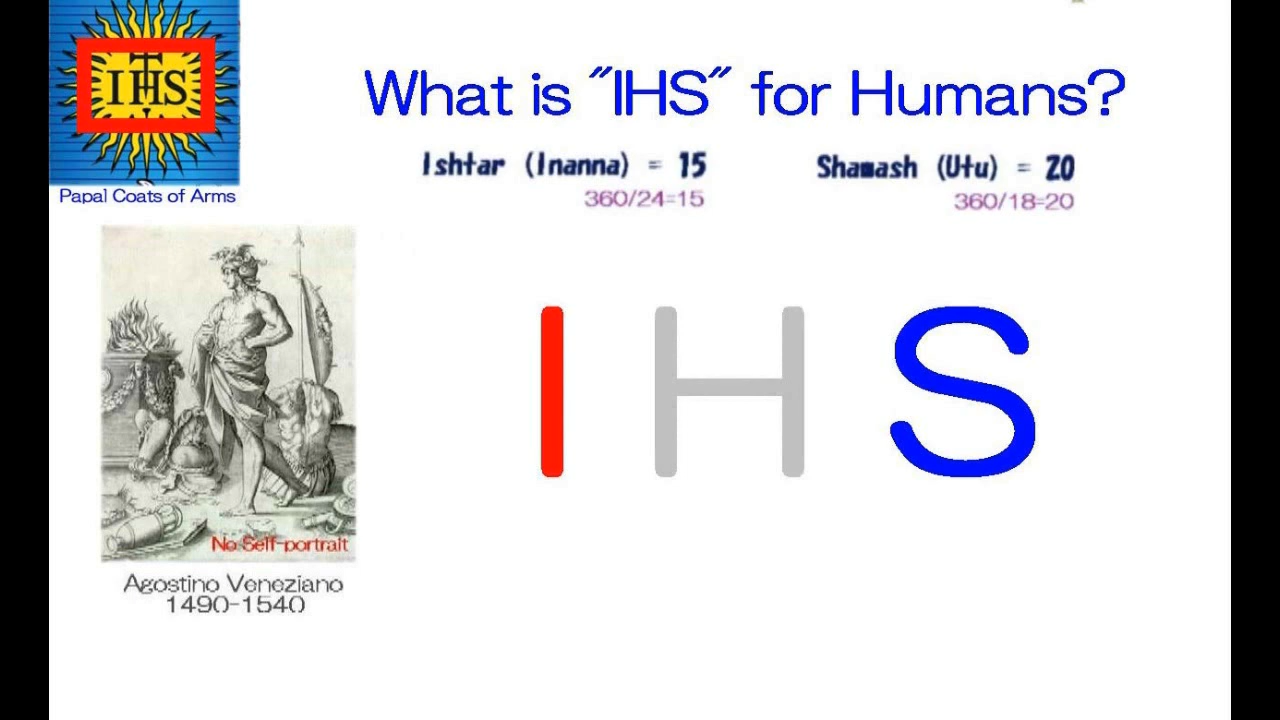 IHS
What is "IHS" for Humans?
Ishtar (Inanna) = 15
360/24=15
Shamash (Utu) = 20
360/18=20
Papal Coats of Arms
I H S
No Self-portrait
Agostino Veneziano
1490-1540